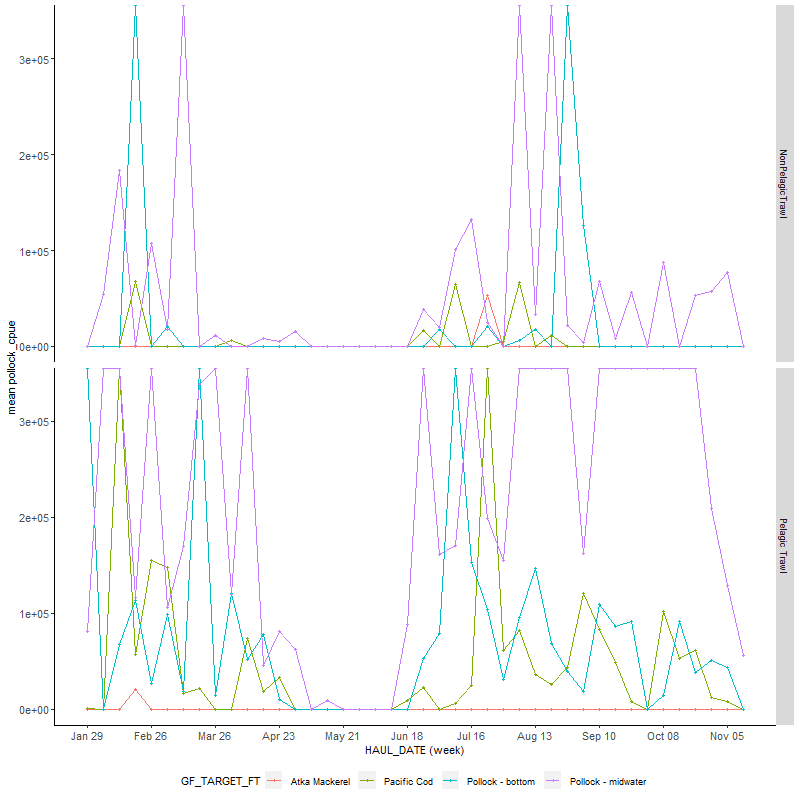 3e+05
2e+05
1e+05
0e+00
NonPelagicTrawl
3e+05
2e+05
1e+05
0e+00
Pelagic Trawl
mean pollock_cpue
Jan 29 Feb 26 Mar 26 Apr 23 May 21 Jun 18 Jul 16 Aug 13 Sep 10 Oct 08 Nov 05
HAUL_DATE (week)
GF_TARGET_FT Atka Mackerel Pacific Cod Pollock - bottom Pollock - midwater